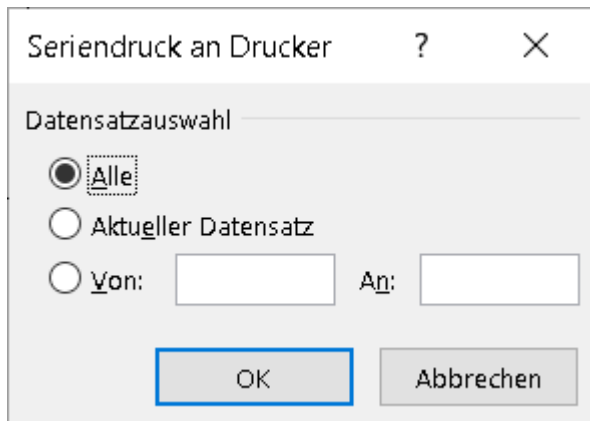 Seriendruck an Drucker ?
Datensatzauswahl
Alle
Aktueller Datensatz
Von: An:
OK Abbrechen